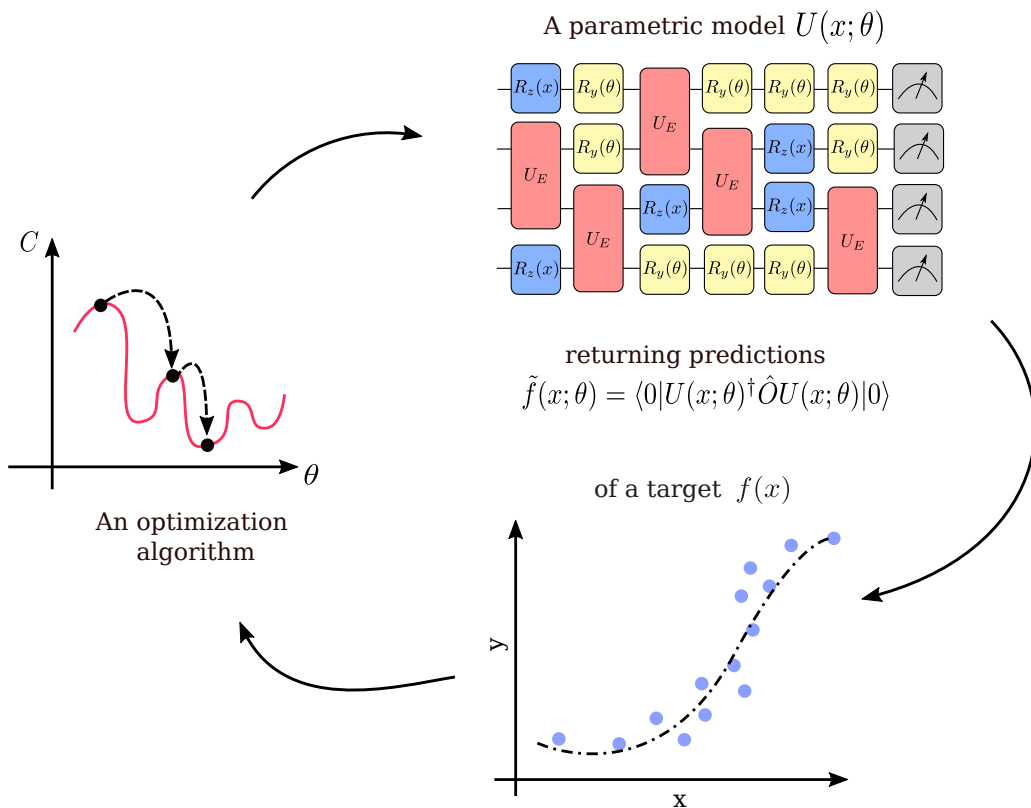 A parametric model U(x; θ)
R_z(x) R_y(θ) R_y(θ) R_y(θ) R_y(θ)
U_E
R_y(θ) R_z(x) R_y(θ)
U_E U_E
R_z(x) R_z(x)
U_E U_E
R_z(x) R_y(θ) R_y(θ) R_y(θ)
returning predictions
f̃(x; θ) = ⟨0|U(x; θ)†ÔU(x; θ)|0⟩
of a target f(x)
y
x
C
θ
An optimization
algorithm